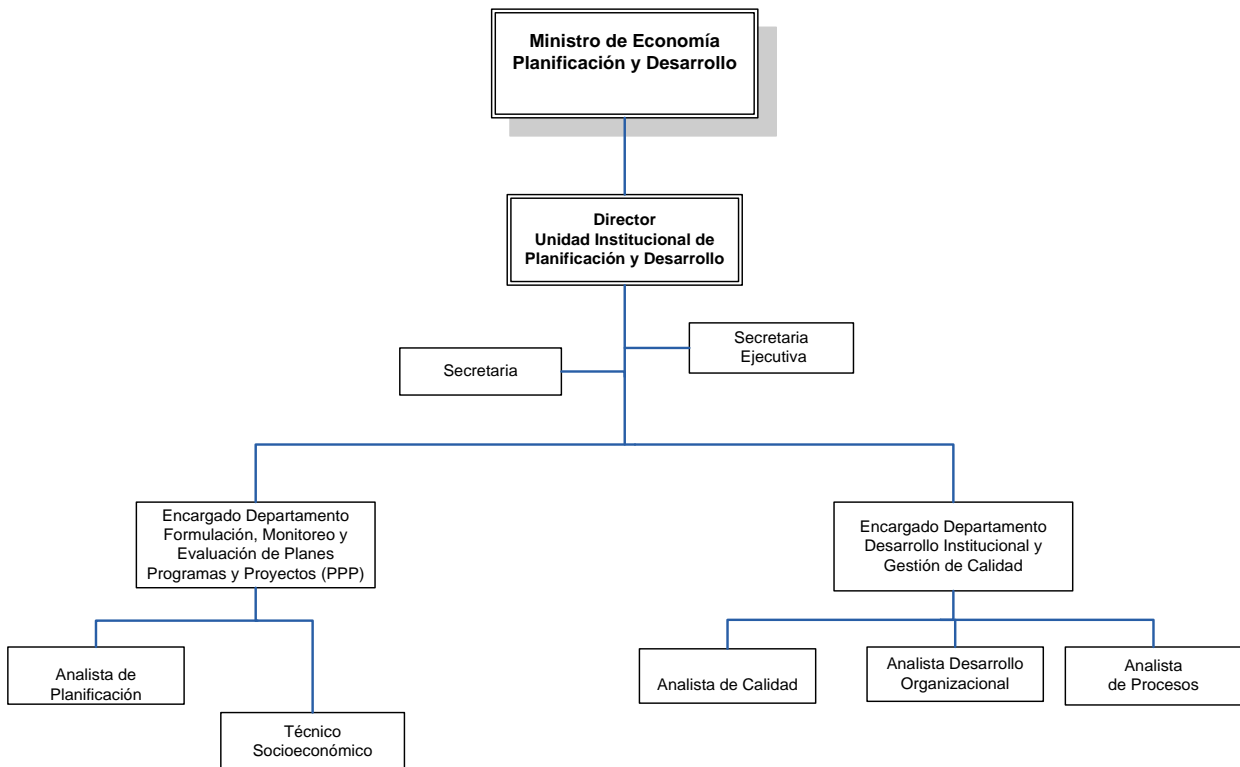 Ministro de Economía
Planificación y Desarrollo
Director
Unidad Institucional de
Planificación y Desarrollo
Secretaria
Ejecutiva
Secretaria
Encargado Departamento
Formulación, Monitoreo y
Evaluación de Planes
Programas y Proyectos (PPP)
Encargado Departamento
Desarrollo Institucional y
Gestión de Calidad
Analista de
Planificación
Técnico
Socioeconómico
Analista de Calidad
Analista Desarrollo
Organizacional
Analista
de Procesos